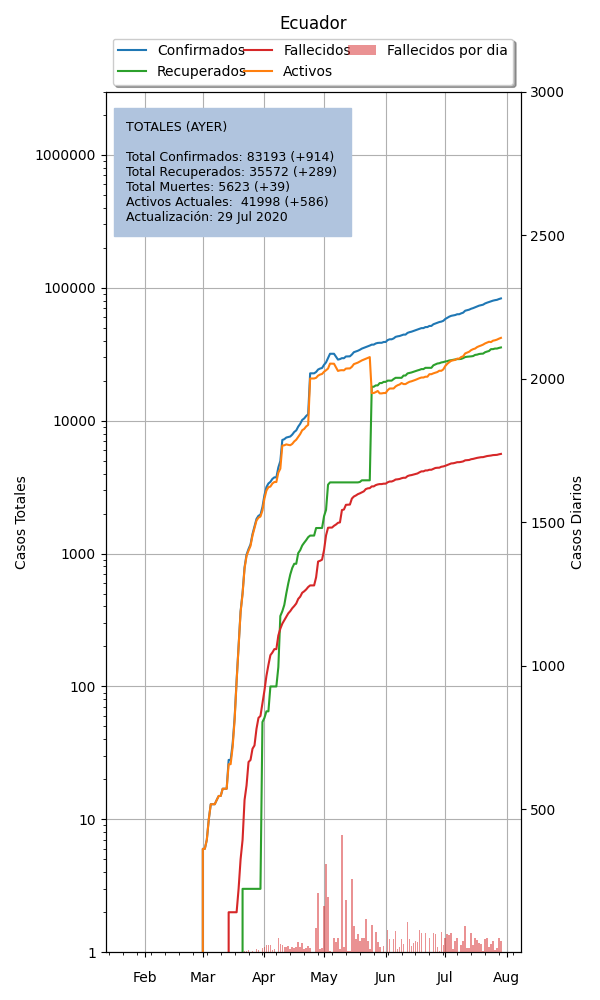 Ecuador
Confirmados
Recuperados
Fallecidos
Activos
Fallecidos por dia
TOTALES (AYER)
Total Confirmados: 83193 (+914)
Total Recuperados: 35572 (+289)
Total Muertes: 5623 (+39)
Activos Actuales:  41998 (+586)
Actualización: 29 Jul 2020
Casos Totales
1000000
100000
10000
1000
100
10
1
3000
2500
2000
1500
1000
500
Casos Diarios
Feb Mar Apr May Jun Jul Aug